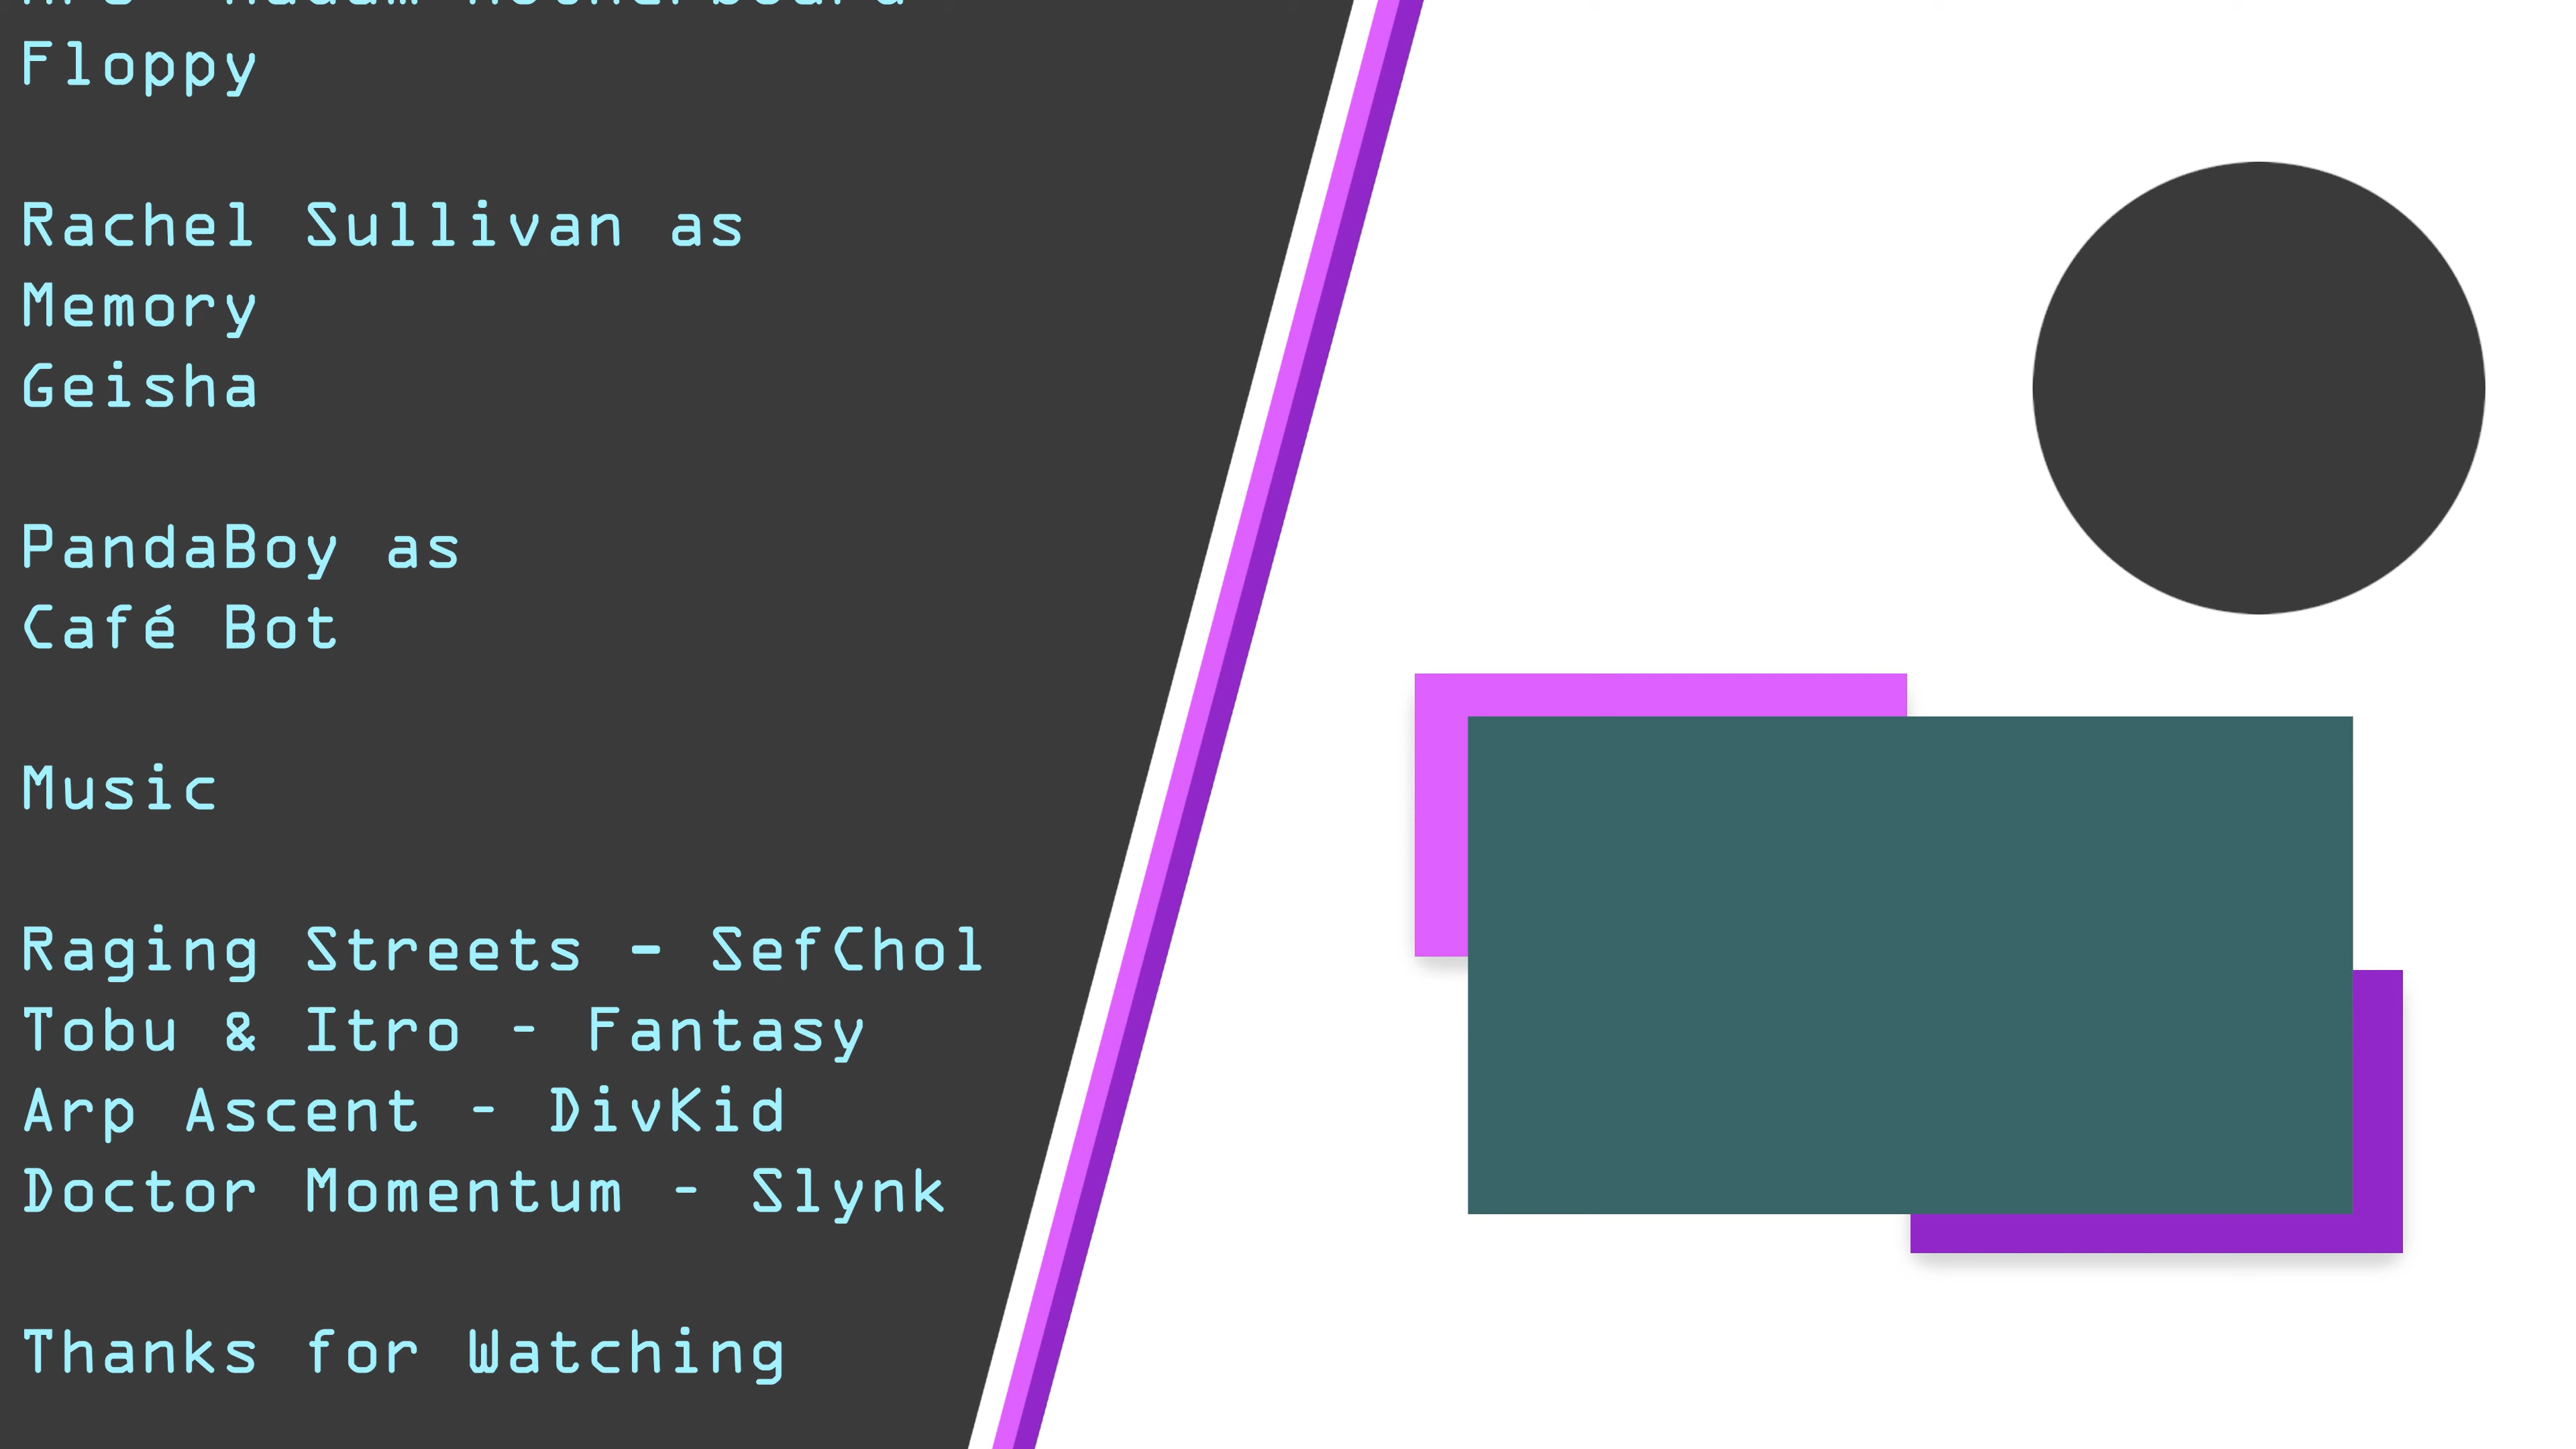 Floppy
Rachel Sullivan as
Memory
Geisha
PandaBoy as
Café Bot
Music
Raging Streets – SefChol
Tobu & Itro - Fantasy
Arp Ascent - DivKid
Doctor Momentum - Slynk
Thanks for Watching